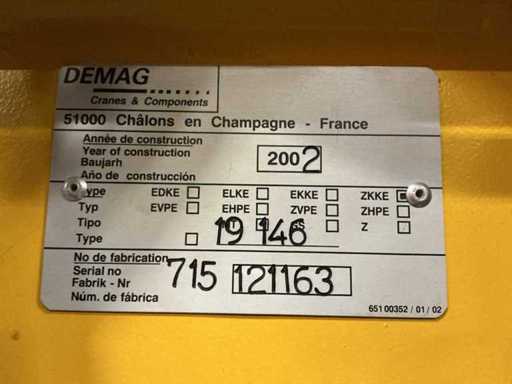 DEMAG
Cranes & Components
51000 Châlons en Champagne - France
Année de construction
Year of construction
Baujarh
Año de construcción
2002
Type EDKE ELKE EKKE ZKKE
Typ EVPE EHPE ZVPE ZHPE
Tipo Z
Type 19 146
No de fabrication
Serial no
Fabrik - Nr
Núm. de fábrica
715 121163
651 00352 / 01 / 02